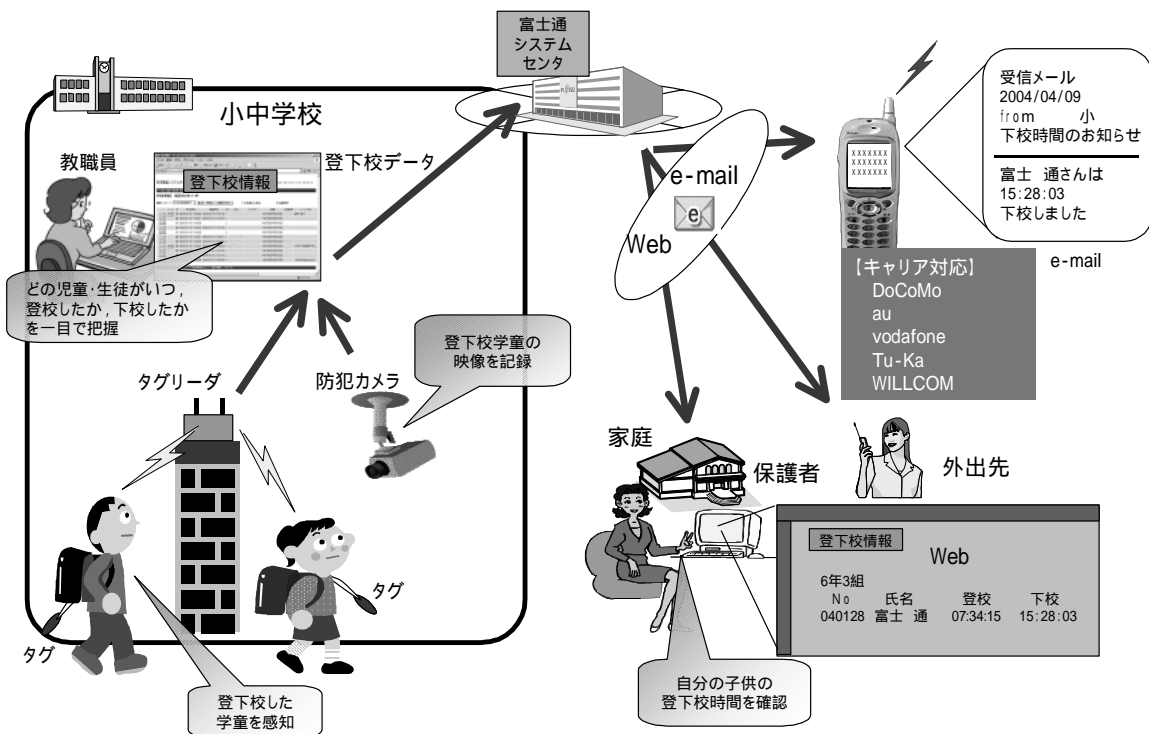 富士通
システム
センタ
小中学校
教職員
登下校情報
登下校データ
どの児童・生徒がいつ,
登校したか,下校したか
を一目で把握
タグリーダ
防犯カメラ
登下校学童の
映像を記録
タグ
タグ
登下校した
学童を感知
e-mail
e
Web
XXXXXXX
XXXXXXX
XXXXXXX
受信メール
2004/04/09
from 小
下校時間のお知らせ
富士 通さんは
15:28:03
下校しました
e-mail
【キャリア対応】
DoCoMo
au
vodafone
Tu-Ka
WILLCOM
家庭
保護者
外出先
登下校情報
Web
6年3組
No 氏名 登校 下校
040128 富士 通 07:34:15 15:28:03
自分の子供の
登下校時間を確認